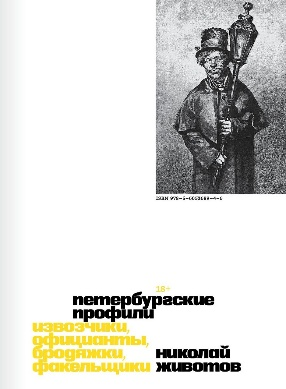 18+
петербургские
профили
извозчики,
официанты,
бродяжки, николай
факельщики животов